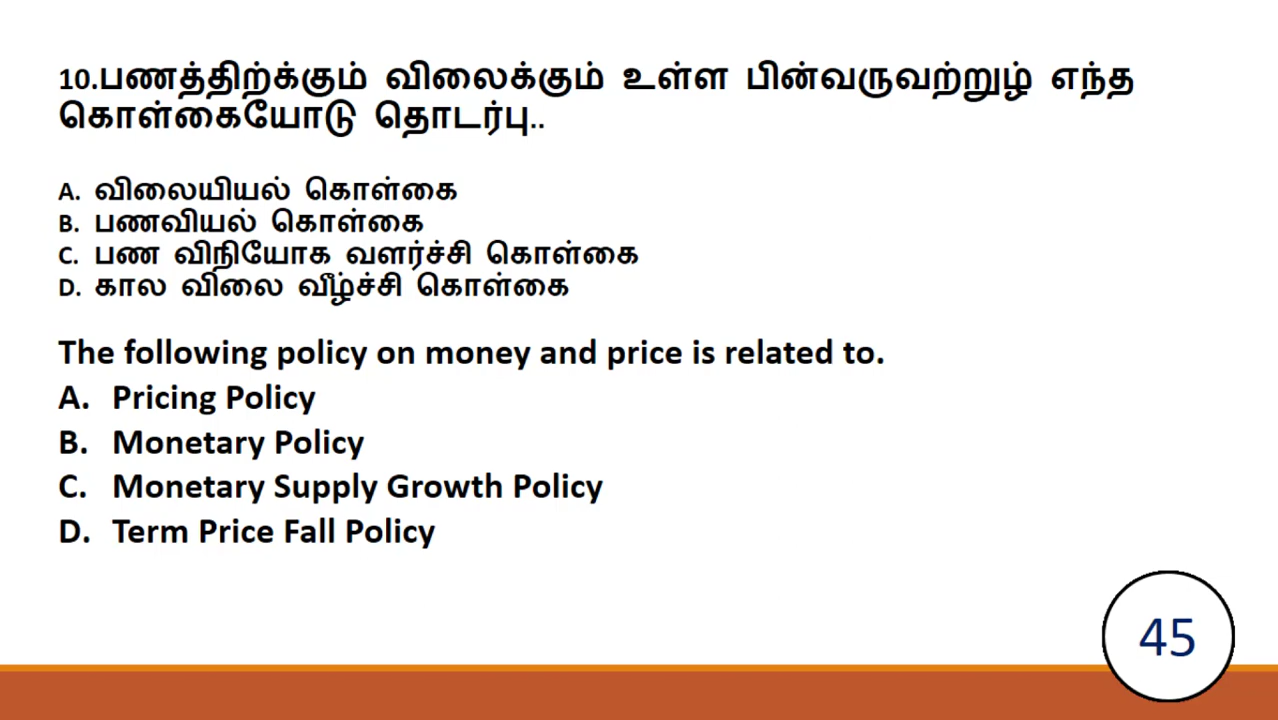 10.பணத்திற்க்கும் விலைக்கும் உள்ள பின்வருவற்றுழ் எந்த
கொள்கையோடு தொடர்பு..
A. விலையியல் கொள்கை
B. பணவியல் கொள்கை
C. பண விநியோக வளர்ச்சி கொள்கை
D. கால விலை வீழ்ச்சி கொள்கை
The following policy on money and price is related to.
A. Pricing Policy
B. Monetary Policy
C. Monetary Supply Growth Policy
D. Term Price Fall Policy
45